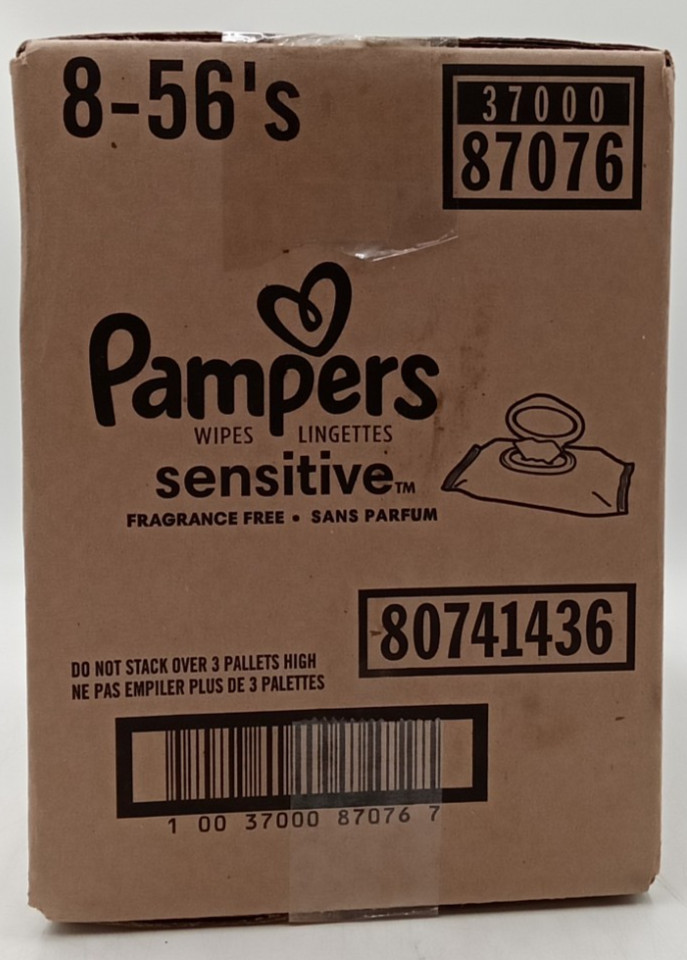 8-56's
37000
87076
Pampers
WIPES LINGETTES
sensitive™
FRAGRANCE FREE • SANS PARFUM
80741436
DO NOT STACK OVER 3 PALLETS HIGH
NE PAS EMPILER PLUS DE 3 PALETTES
1 00 37000 87076 7